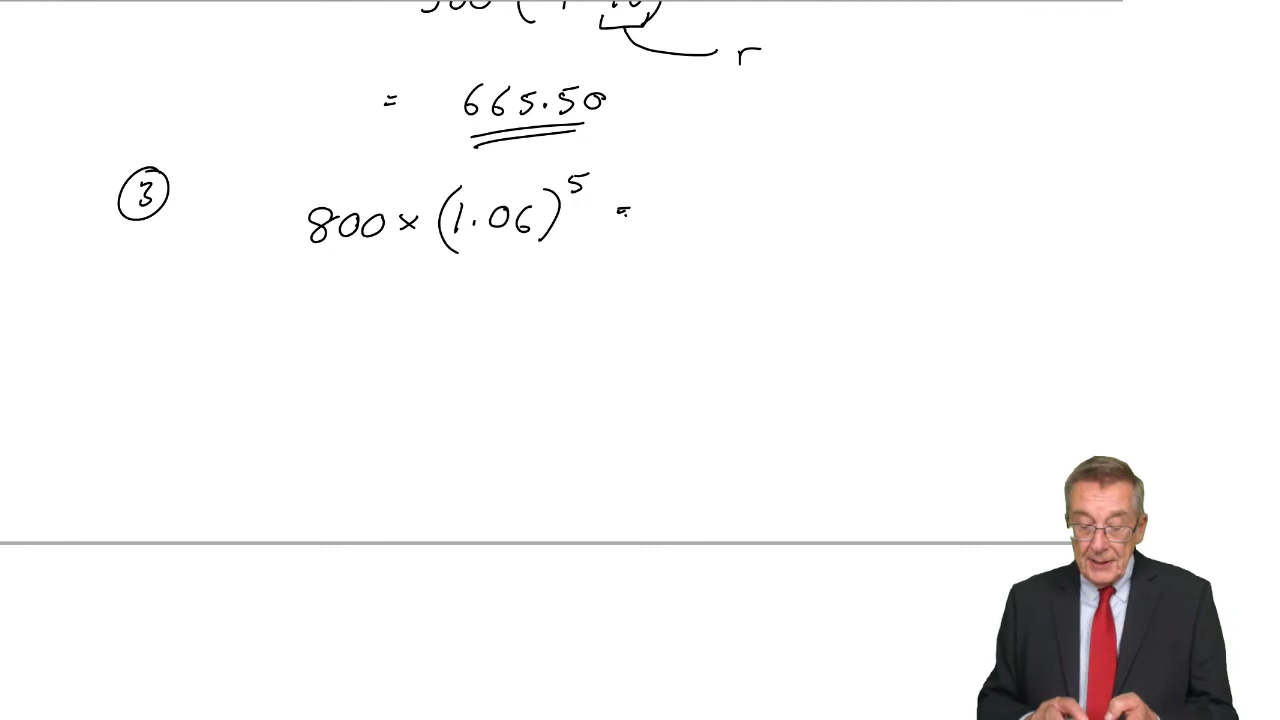 r
= 665.50
3
800 × (1.06)^5 =